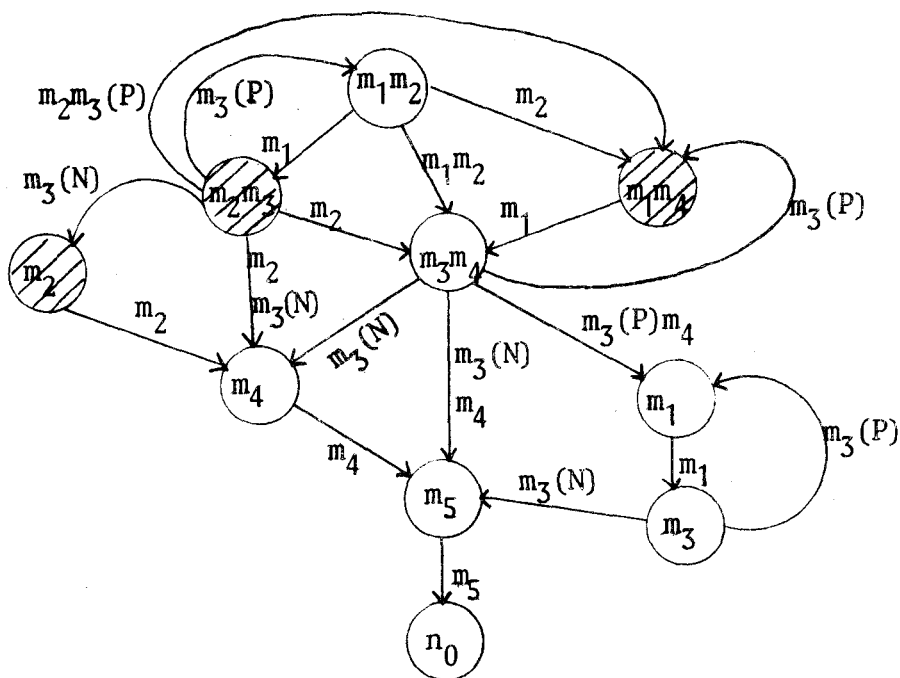 m₁m₂
m₂m₃(P)
m₃(P)
m₂
m₁
m₁m₂
m₃(N)
m₂m₃
m₁m₄
m₂
m₁
m₃(P)
m₂
m₃m₄
m₂
m₃(N)
m₂
m₃(N)
m₃(N)
m₄
m₃(P)m₄
m₄
m₁
m₃(P)
m₄
m₁
m₅
m₃(N)
m₃
m₅
n₀